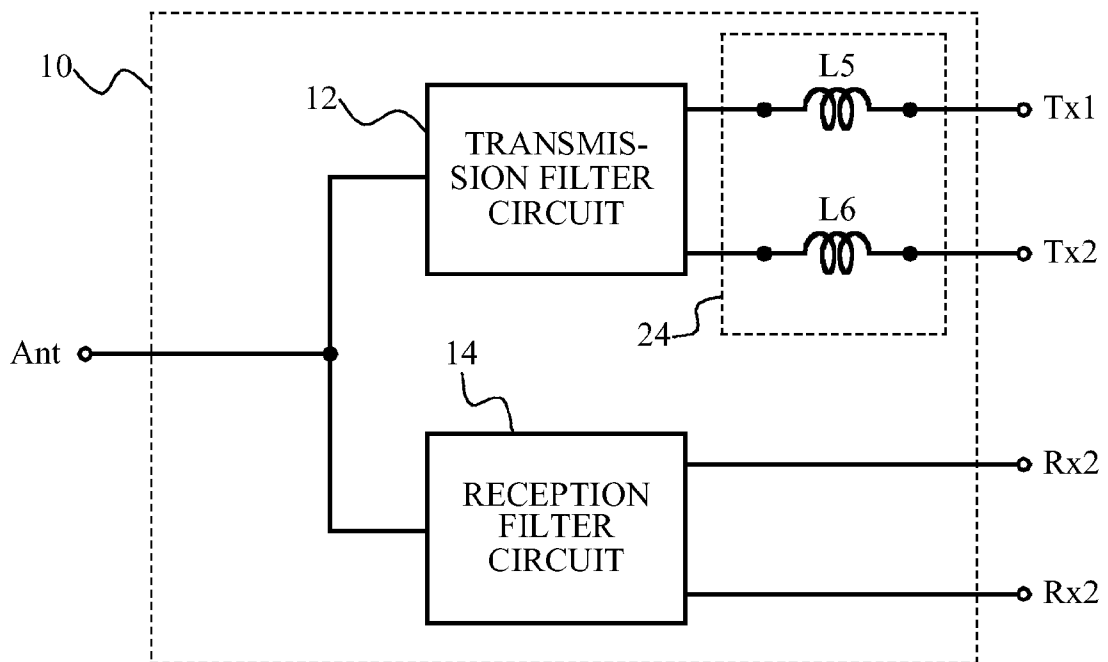 10
12
TRANSMIS-
SION FILTER
CIRCUIT
L5
Tx1
L6
Tx2
24
Ant
14
RECEPTION
FILTER
CIRCUIT
Rx2
Rx2